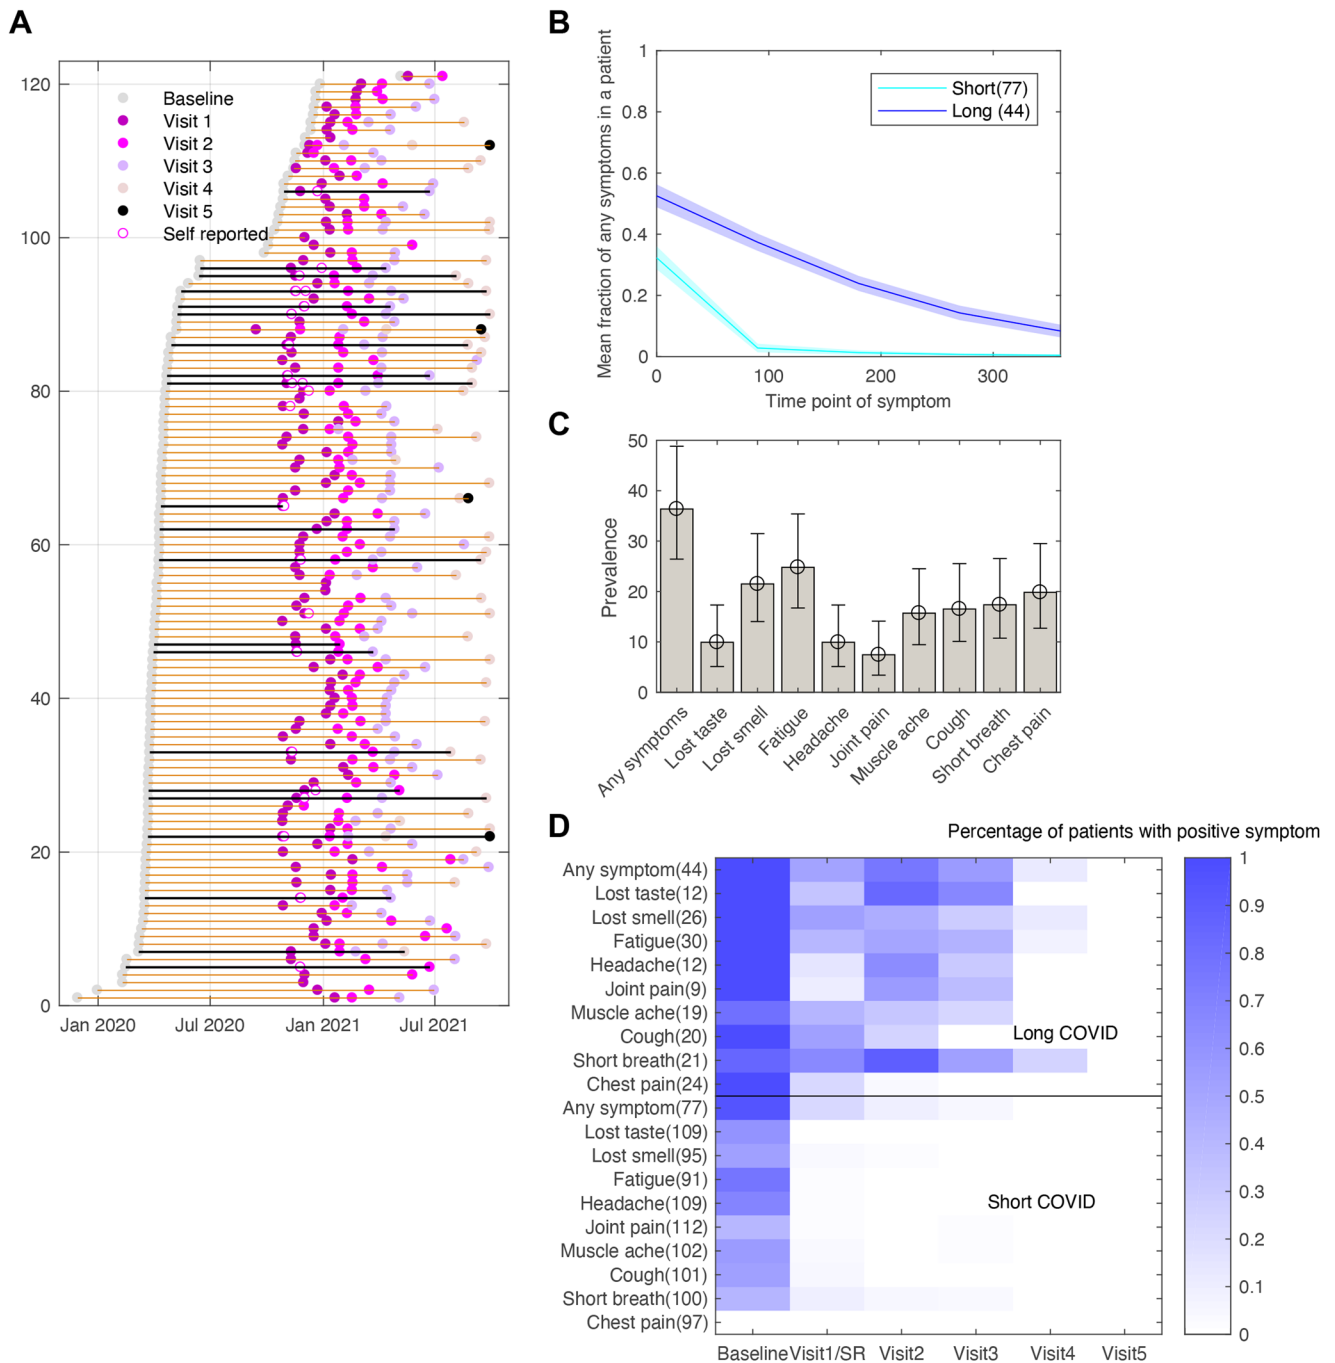 A
120
100
80
60
40
20
0
Jan 2020
Jul 2020
Jan 2021
Jul 2021
Baseline
Visit 1
Visit 2
Visit 3
Visit 4
Visit 5
Self reported
B
Mean fraction of any symptoms in a patient
1
0.8
0.6
0.4
0.2
0
0
100
200
300
Time point of symptom
Short(77)
Long (44)
C
Prevalence
50
40
30
20
10
0
Any symptoms
Lost taste
Lost smell
Fatigue
Headache
Joint pain
Muscle ache
Cough
Short breath
Chest pain
D
Percentage of patients with positive symptom
Any symptom(44)
Lost taste(12)
Lost smell(26)
Fatigue(30)
Headache(12)
Joint pain(9)
Muscle ache(19)
Cough(20)
Short breath(21)
Chest pain(24)
Any symptom(77)
Lost taste(109)
Lost smell(95)
Fatigue(91)
Headache(109)
Joint pain(112)
Muscle ache(102)
Cough(101)
Short breath(100)
Chest pain(97)
Long COVID
Short COVID
Baseline
Visit1/SR
Visit2
Visit3
Visit4
Visit5
1
0.9
0.8
0.7
0.6
0.5
0.4
0.3
0.2
0.1
0